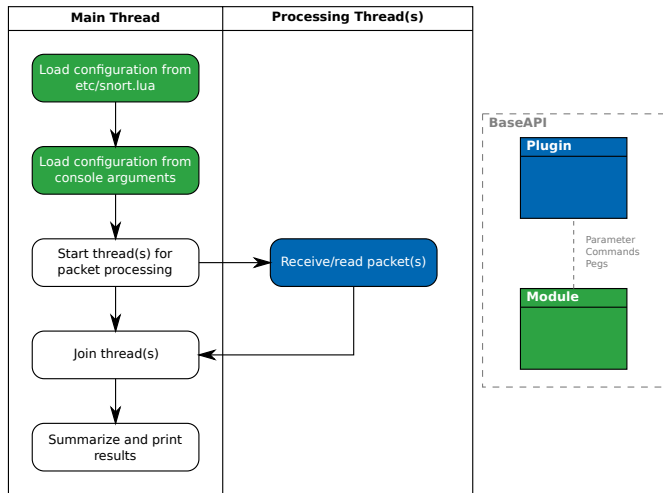 Main Thread
Processing Thread(s)
Load configuration from
etc/snort.lua
Load configuration from
console arguments
Start thread(s) for
packet processing
Receive/read packet(s)
Join thread(s)
Summarize and print
results
BaseAPI
Plugin
Parameter
Commands
Pegs
Module